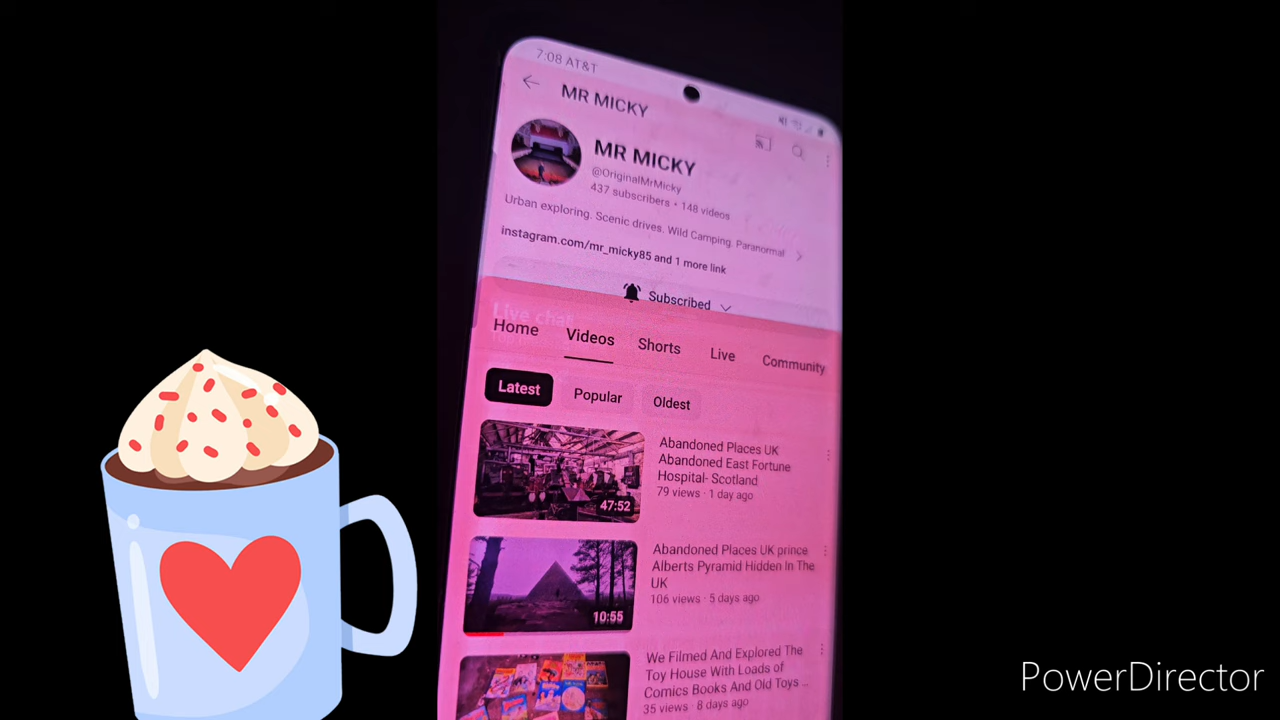 7:08 AT&T
MR MICKY
MR MICKY
@OriginalMrMicky
437 subscribers • 148 videos
Urban exploring. Scenic drives. Wild Camping. Paranormal
instagram.com/mr_micky85 and 1 more link
Subscribed
Live chat
Home Videos Shorts Live Community
Latest Popular Oldest
Abandoned Places UK
Abandoned East Fortune
Hospital- Scotland
79 views · 1 day ago
47:52
Abandoned Places UK prince
Alberts Pyramid Hidden In The
UK
106 views · 5 days ago
10:55
We Filmed And Explored The
Toy House With Loads of
Comics Books And Old Toys ...
35 views · 8 days ago
PowerDirector